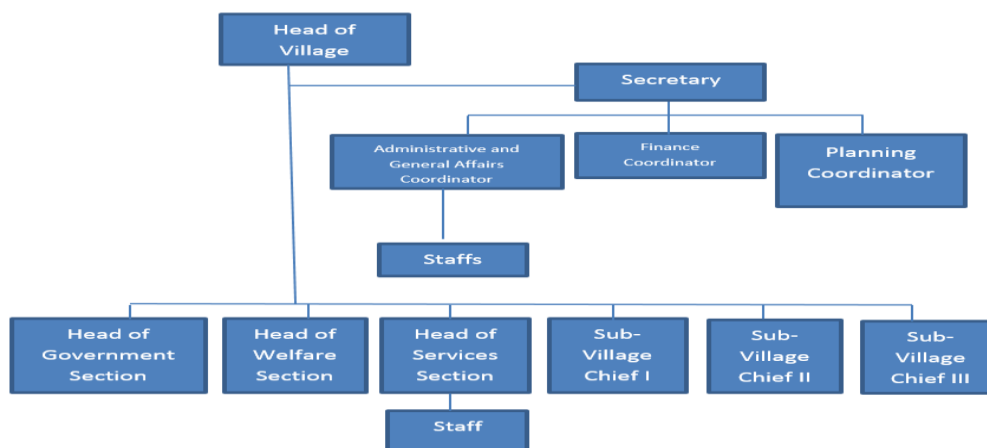 Head of
Village
Secretary
Administrative and
General Affairs
Coordinator
Finance
Coordinator
Planning
Coordinator
Staffs
Head of
Government
Section
Head of
Welfare
Section
Head of
Services
Section
Sub-
Village
Chief I
Sub-
Village
Chief II
Sub-
Village
Chief III
Staff